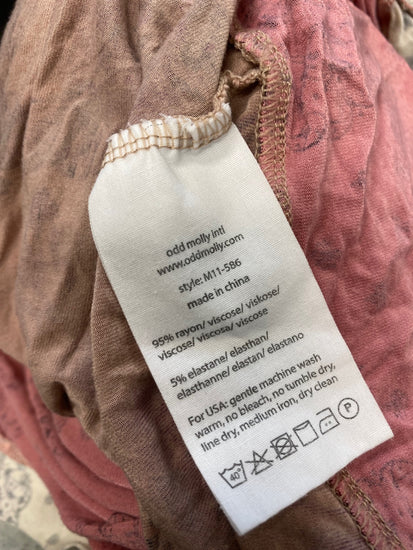 odd molly inti
www.oddmolly.com
style: M11-586
made in china
95% rayon/ viscose/ viskose/
viscose/ viscosa/ viscose
5% elastane/ elasthan/
elasthanne/ elastan/ elastano
For USA: gentle machine wash
warm, no bleach, no tumble dry,
line dry, medium iron, dry clean
40° P